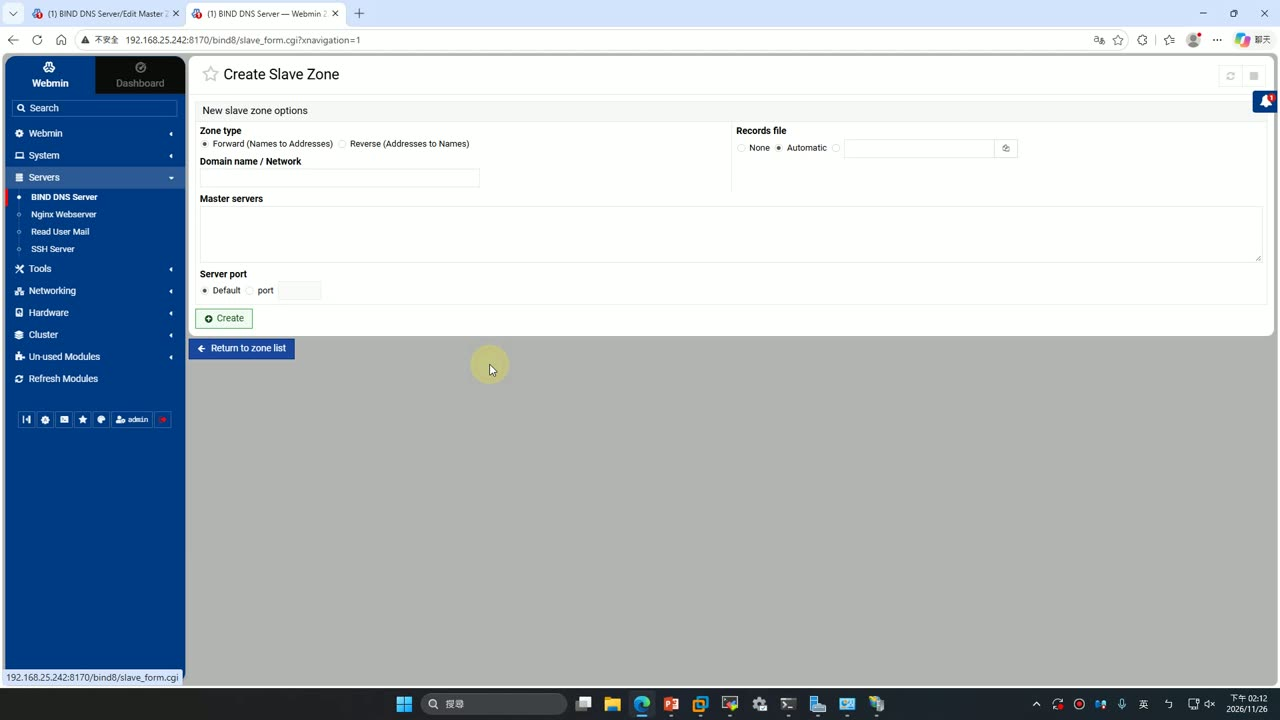 (1) BIND DNS Server/Edit Master Z
(1) BIND DNS Server — Webmin 2
不安全
192.168.25.242:8170/bind8/slave_form.cgi?xnavigation=1
聊天
Webmin
Dashboard
Search
Webmin
System
Servers
BIND DNS Server
Nginx Webserver
Read User Mail
SSH Server
Tools
Networking
Hardware
Cluster
Un-used Modules
Refresh Modules
admin
Create Slave Zone
1
New slave zone options
Zone type
Forward (Names to Addresses)
Reverse (Addresses to Names)
Domain name / Network
Records file
None
Automatic
Master servers
Server port
Default
port
Create
Return to zone list
192.168.25.242:8170/bind8/slave_form.cgi
搜尋
英
下午 02:12
2026/11/26